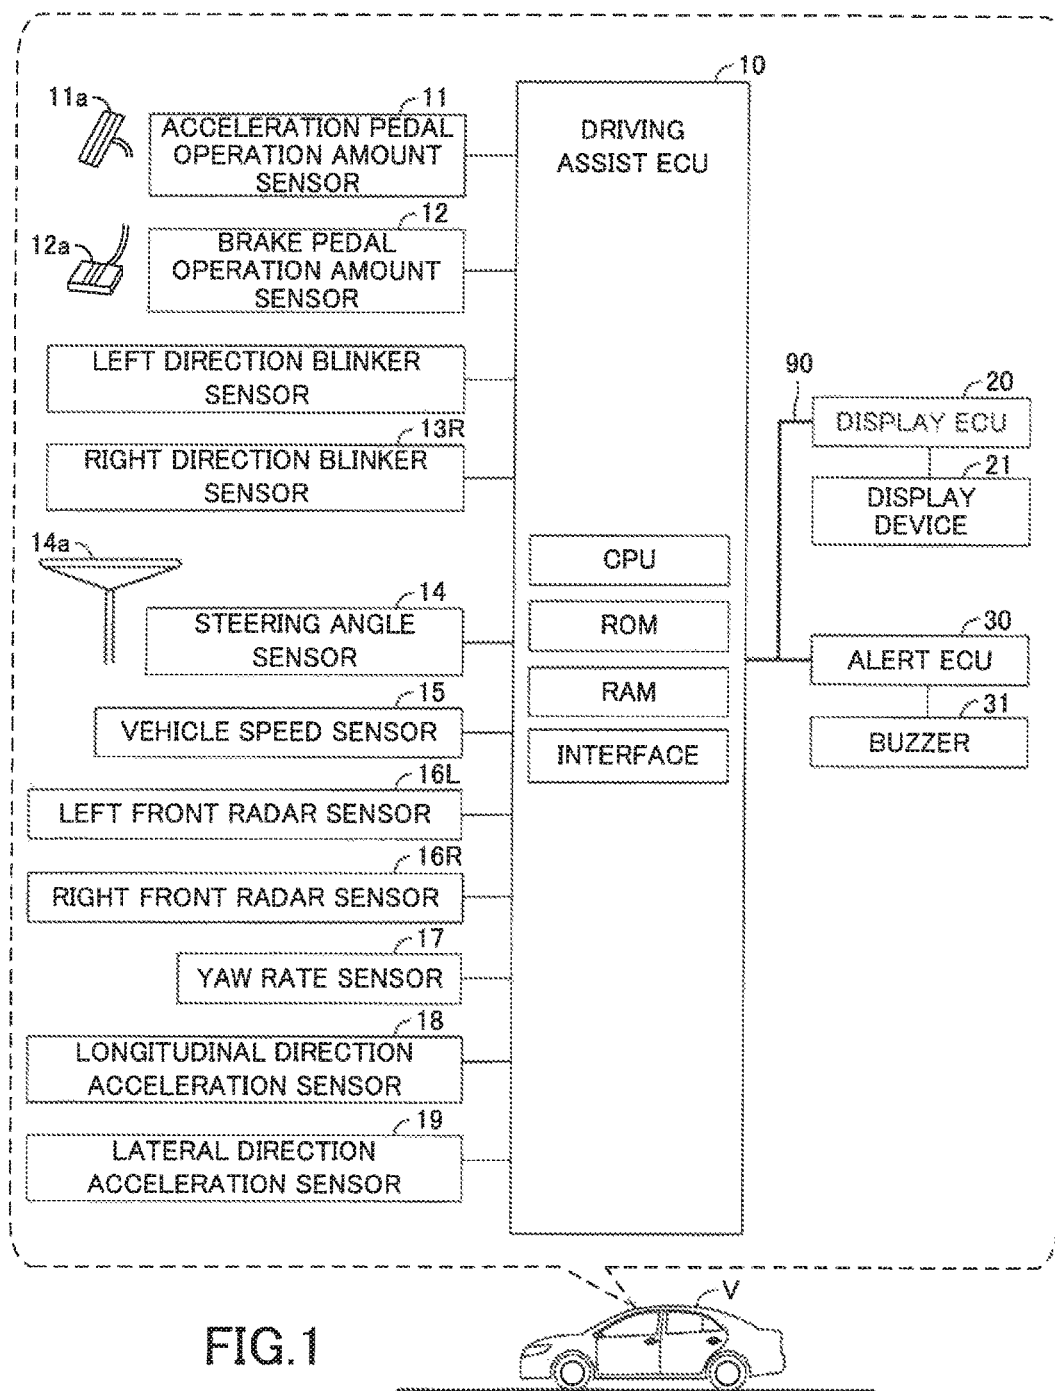 10
11a
11
ACCELERATION PEDAL
OPERATION AMOUNT
SENSOR
DRIVING
ASSIST ECU
12
12a
BRAKE PEDAL
OPERATION AMOUNT
SENSOR
LEFT DIRECTION BLINKER
SENSOR
13R
RIGHT DIRECTION BLINKER
SENSOR
90
20
DISPLAY ECU
21
DISPLAY
DEVICE
14a
14
STEERING ANGLE
SENSOR
CPU
ROM
RAM
INTERFACE
30
ALERT ECU
31
BUZZER
15
VEHICLE SPEED SENSOR
16L
LEFT FRONT RADAR SENSOR
16R
RIGHT FRONT RADAR SENSOR
17
YAW RATE SENSOR
18
LONGITUDINAL DIRECTION
ACCELERATION SENSOR
19
LATERAL DIRECTION
ACCELERATION SENSOR
V
FIG.1